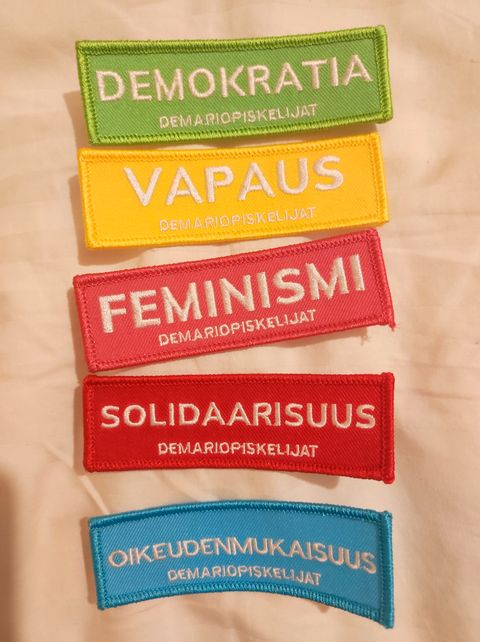 DEMOKRATIA
DEMARIOPISKELIJAT
VAPAUS
DEMARIOPISKELIJAT
FEMINISMI
DEMARIOPISKELIJAT
SOLIDAARISUUS
DEMARIOPISKELIJAT
OIKEUDENMUKAISUUS
DEMARIOPISKELIJAT